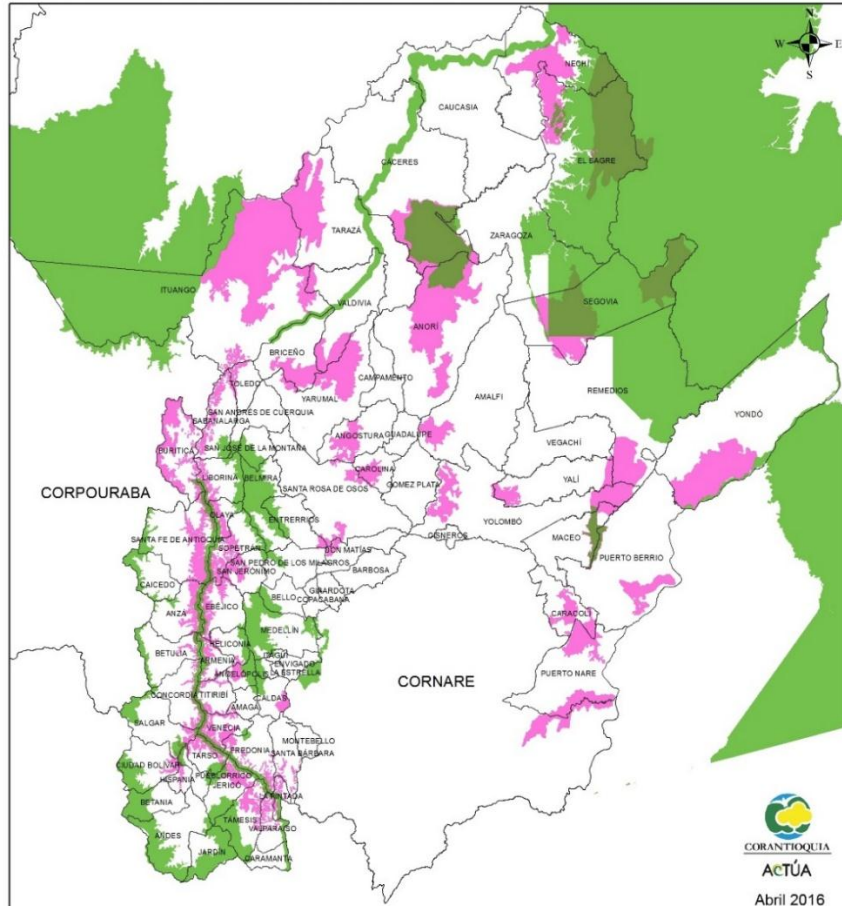 N
W E
S
NECHÍ
CAUCASIA
EL BAGRE
CÁCERES
TARAZÁ
ZARAGOZA
ITUANGO
VALDIVIA
SEGOVIA
ANORÍ
BRICEÑO
CAMPAMENTO
TOLEDO
YARUMAL
AMALFI
REMEDIOS
SAN ANDRÉS DE CUERQUIA
SABANALARGA
YONDÓ
ANGOSTURA
GUADALUPE
VEGACHÍ
BURITICÁ
SAN JOSÉ DE LA MONTAÑA
CAROLINA
LIBORINA
BELMIRA
SANTA ROSA DE OSOS
GÓMEZ PLATA
YALÍ
CORPOURABA
OLAYA
ENTRERRÍOS
YOLOMBÓ
SANTA FE DE ANTIOQUIA
CISNEROS
MACEO
SOPETRÁN
DON MATÍAS
PUERTO BERRÍO
SAN PEDRO DE LOS MILAGROS
SAN JERÓNIMO
BARBOSA
CAICEDO
GIRARDOTA
BELLO
COPACABANA
ANZÁ
EBÉJICO
CARACOLÍ
MEDELLÍN
HELICONIA
BETULIA
ITAGÜÍ
ARMENIA
ENVIGADO
ANGELÓPOLIS
LA ESTRELLA
PUERTO NARE
CORNARE
CONCORDIA
TITIRIBÍ
CALDAS
AMAGÁ
SALGAR
VENECIA
MONTEBELLO
FREDONIA
SANTA BÁRBARA
TARSO
CIUDAD BOLÍVAR
HISPANIA
PUEBLORRICO
JERICÓ
LA PINTADA
BETANIA
TÁMESIS
VALPARAÍSO
ANDES
JARDÍN
CARAMANTA
CORANTIOQUIA
ACTÚA
Abril 2016